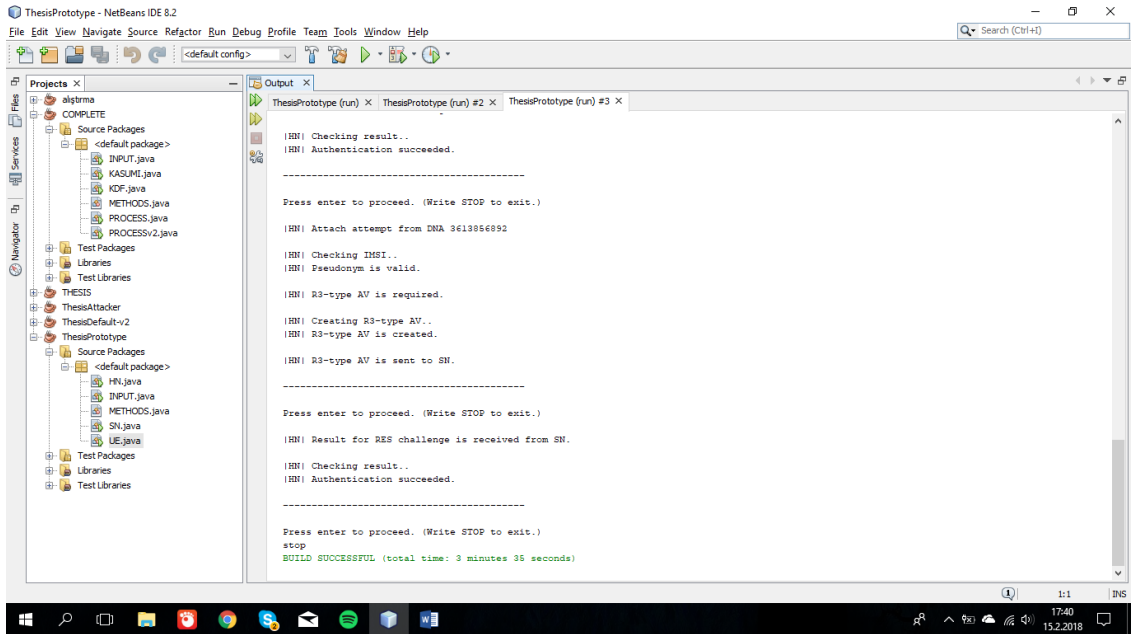 ThesisPrototype - NetBeans IDE 8.2
File Edit View Navigate Source Refactor Run Debug Profile Team Tools Window Help
Search (Ctrl+I)
<default config>
Files
Services
Navigator
Projects
alıştırma
COMPLETE
Source Packages
<default package>
INPUT.java
KASUMI.java
KDF.java
METHODS.java
PROCESS.java
PROCESSv2.java
Test Packages
Libraries
Test Libraries
THESIS
ThesisAttacker
ThesisDefault-v2
ThesisPrototype
Source Packages
<default package>
HN.java
INPUT.java
METHODS.java
SN.java
UE.java
Test Packages
Libraries
Test Libraries
Output
ThesisPrototype (run) ThesisPrototype (run) #2 ThesisPrototype (run) #3
|HN| Checking result..
|HN| Authentication succeeded.
------------------------------------------
Press enter to proceed. (Write STOP to exit.)
|HN| Attach attempt from DNA 3613856892
|HN| Checking IMSI..
|HN| Pseudonym is valid.
|HN| R3-type AV is required.
|HN| Creating R3-type AV..
|HN| R3-type AV is created.
|HN| R3-type AV is sent to SN.
------------------------------------------
Press enter to proceed. (Write STOP to exit.)
|HN| Result for RES challenge is received from SN.
|HN| Checking result..
|HN| Authentication succeeded.
------------------------------------------
Press enter to proceed. (Write STOP to exit.)
stop
BUILD SUCCESSFUL (total time: 3 minutes 35 seconds)
1 1:1 INS
17:40
15.2.2018